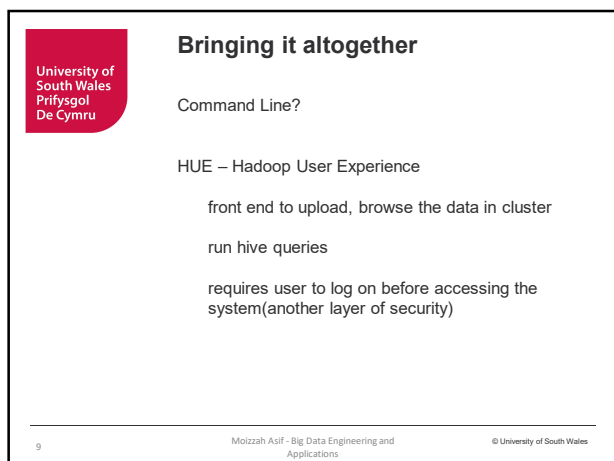 University of
South Wales
Prifysgol
De Cymru
Bringing it altogether
Command Line?
HUE – Hadoop User Experience
front end to upload, browse the data in cluster
run hive queries
requires user to log on before accessing the
system(another layer of security)
9
Moizzah Asif - Big Data Engineering and
Applications
© University of South Wales